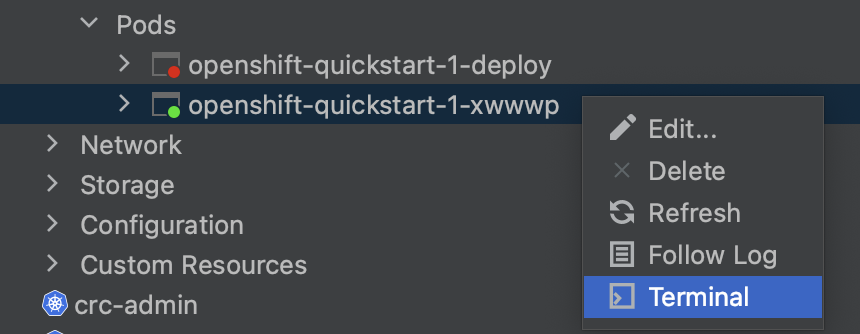 Pods
openshift-quickstart-1-deploy
openshift-quickstart-1-xwwwp
Edit...
Network
Delete
Storage
Refresh
Configuration
Follow Log
Custom Resources
Terminal
crc-admin